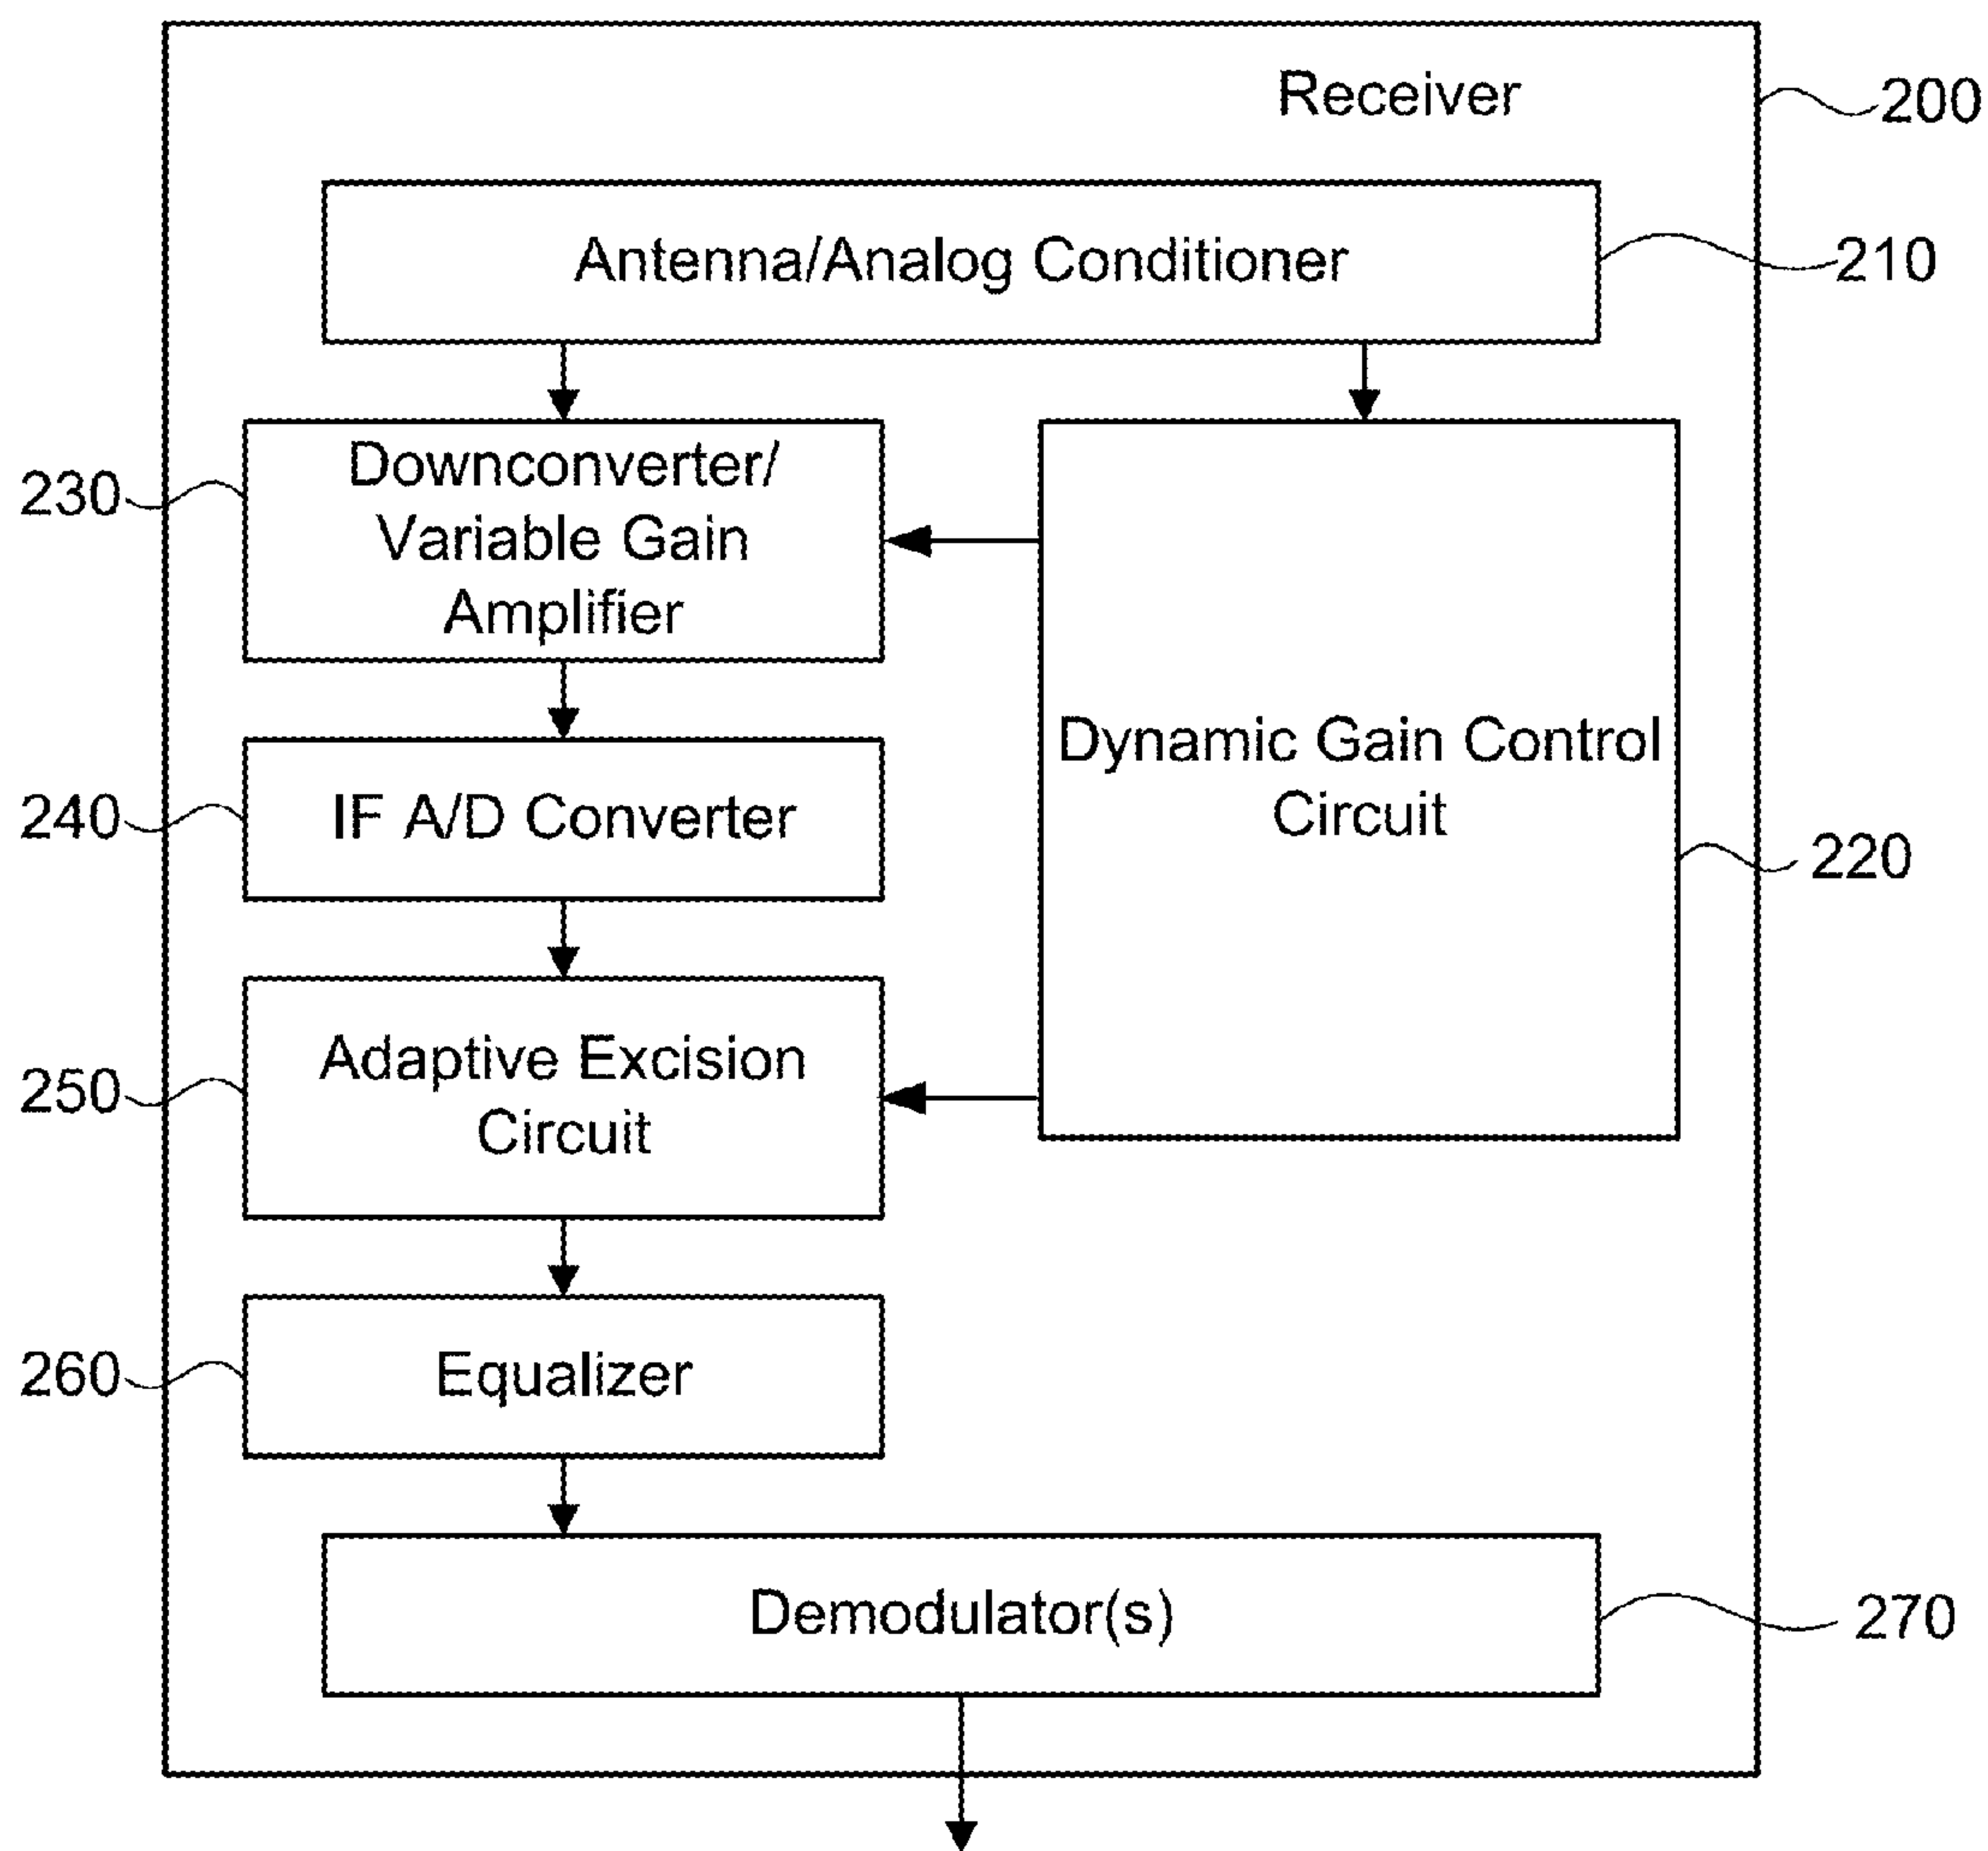 Receiver
200
Antenna/Analog Conditioner
210
230
Downconverter/
Variable Gain
Amplifier
Dynamic Gain Control
Circuit
220
240
IF A/D Converter
250
Adaptive Excision
Circuit
260
Equalizer
Demodulator(s)
270